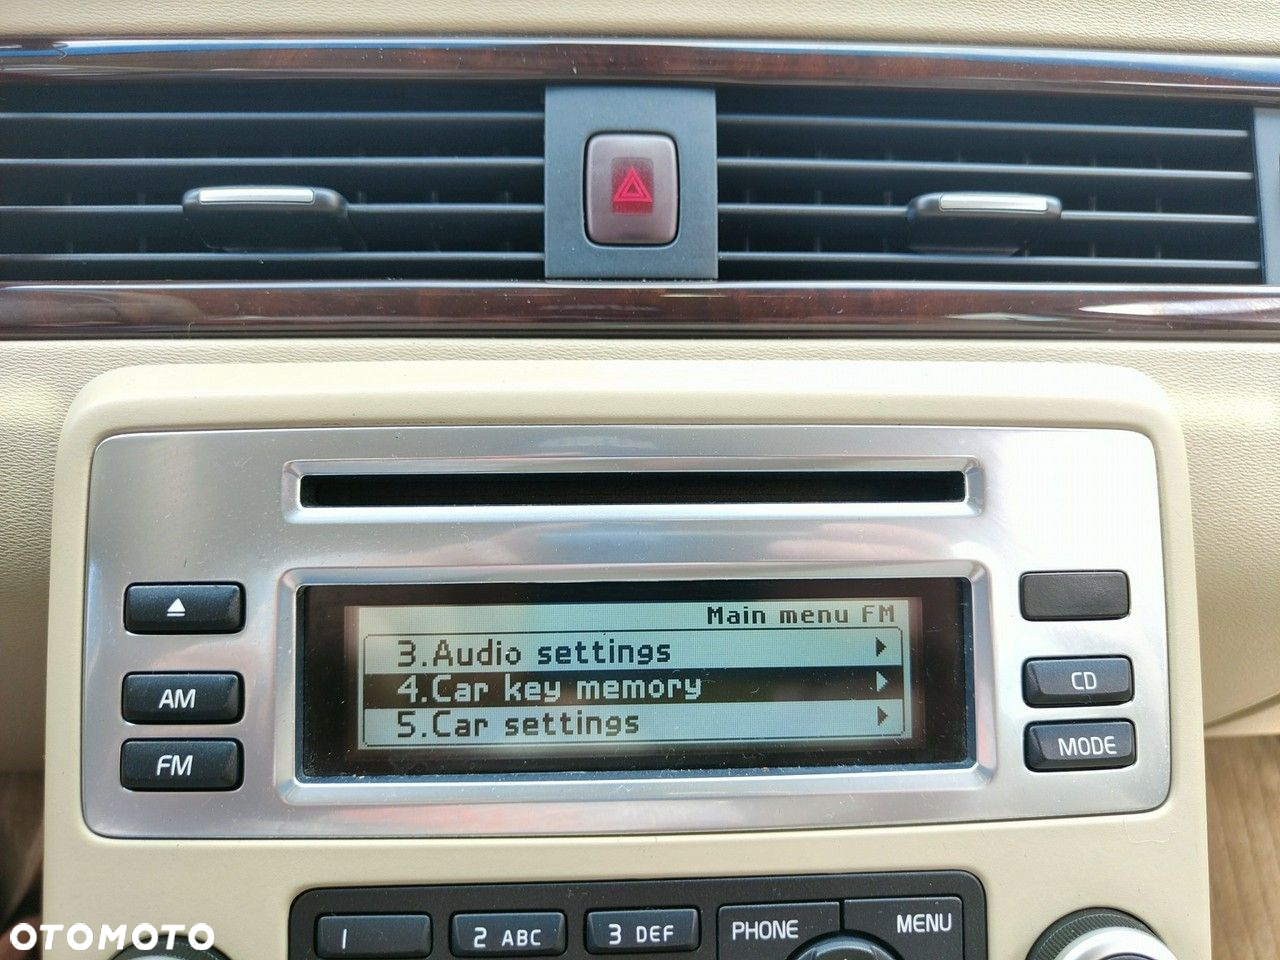 Main menu FM
3.Audio settings
4.Car key memory
5.Car settings
AM
FM
CD
MODE
1
2 ABC
3 DEF
PHONE
MENU
OTOMOTO